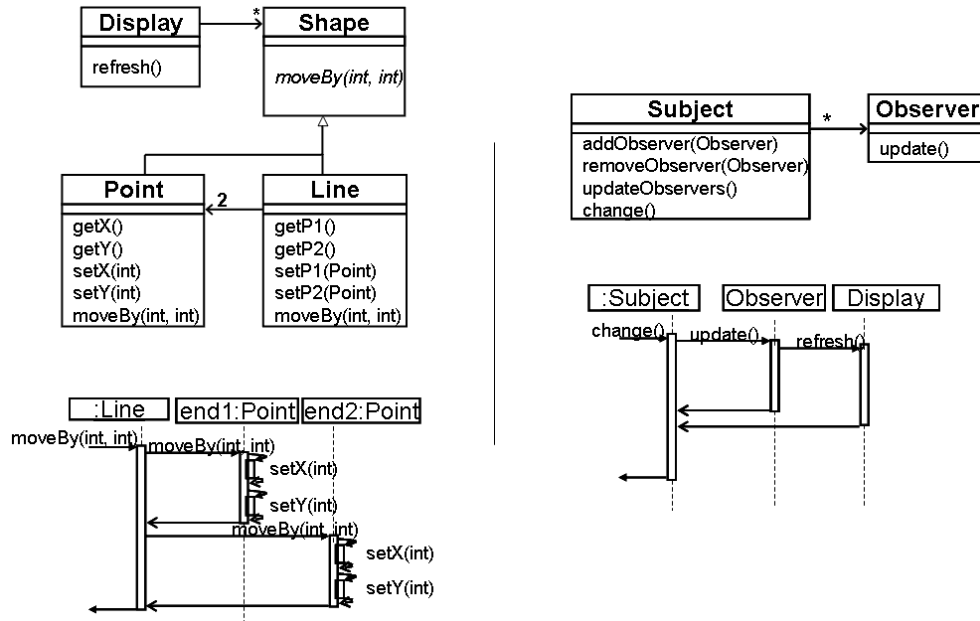 Display
refresh()
*
Shape
moveBy(int, int)
Point
getX()
getY()
setX(int)
setY(int)
moveBy(int, int)
2
Line
getP1()
getP2()
setP1(Point)
setP2(Point)
moveBy(int, int)
:Line
end1:Point
end2:Point
moveBy(int, int)
moveBy(int, int)
setX(int)
setY(int)
moveBy(int, int)
setX(int)
setY(int)
Subject
addObserver(Observer)
removeObserver(Observer)
updateObservers()
change()
*
Observer
update()
:Subject
Observer
Display
change()
update()
refresh()